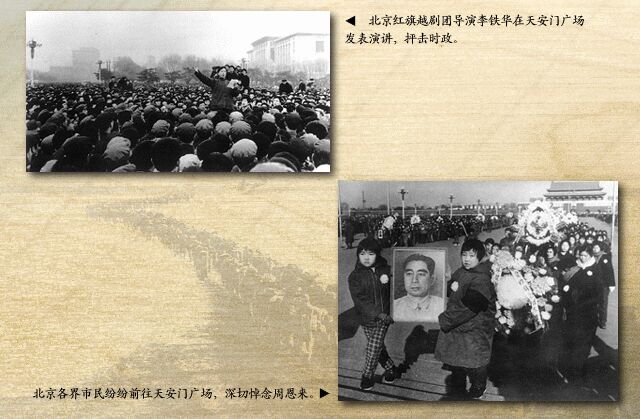 ◀ 北京红旗越剧团导演李铁华在天安门广场
发表演讲，抨击时政。
北京各界市民纷纷前往天安门广场，深切悼念周恩来。▶